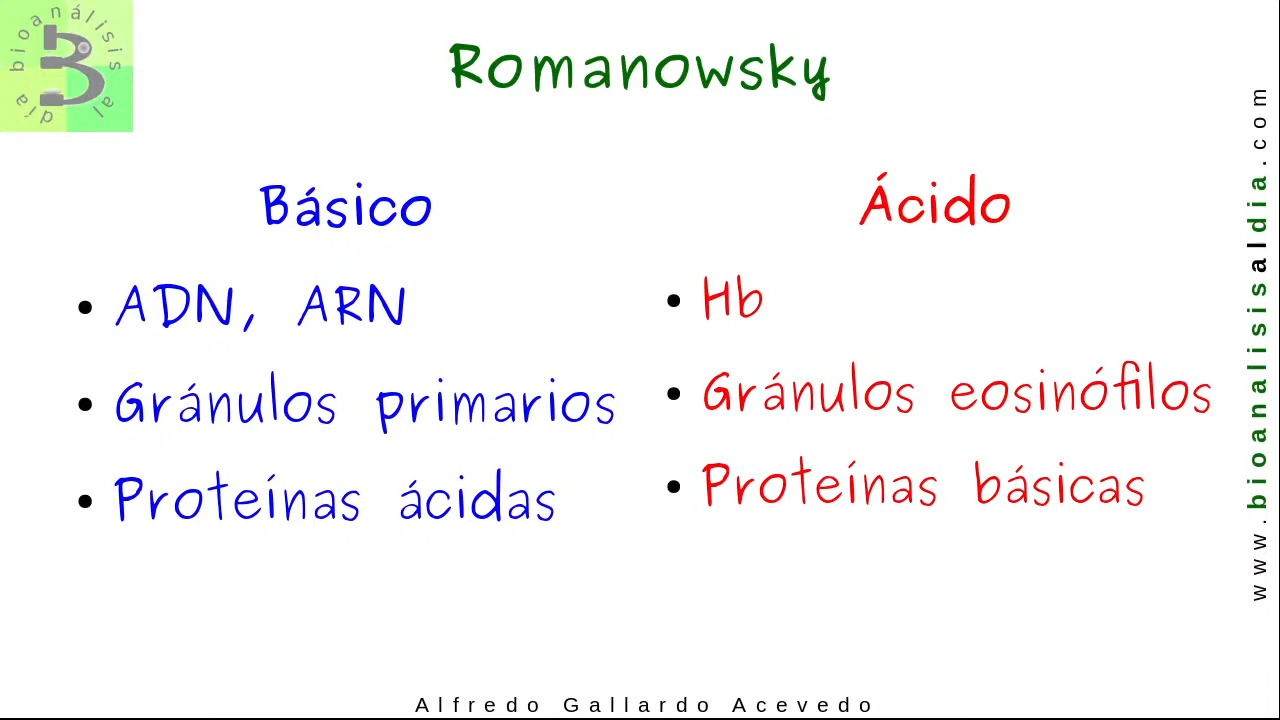 bioanálisis
al día
Romanowsky
Básico
• ADN, ARN
• Gránulos primarios
• Proteínas ácidas
Ácido
• Hb
• Gránulos eosinófilos
• Proteínas básicas
www.bioanalisisaldia.com
Alfredo Gallardo Acevedo